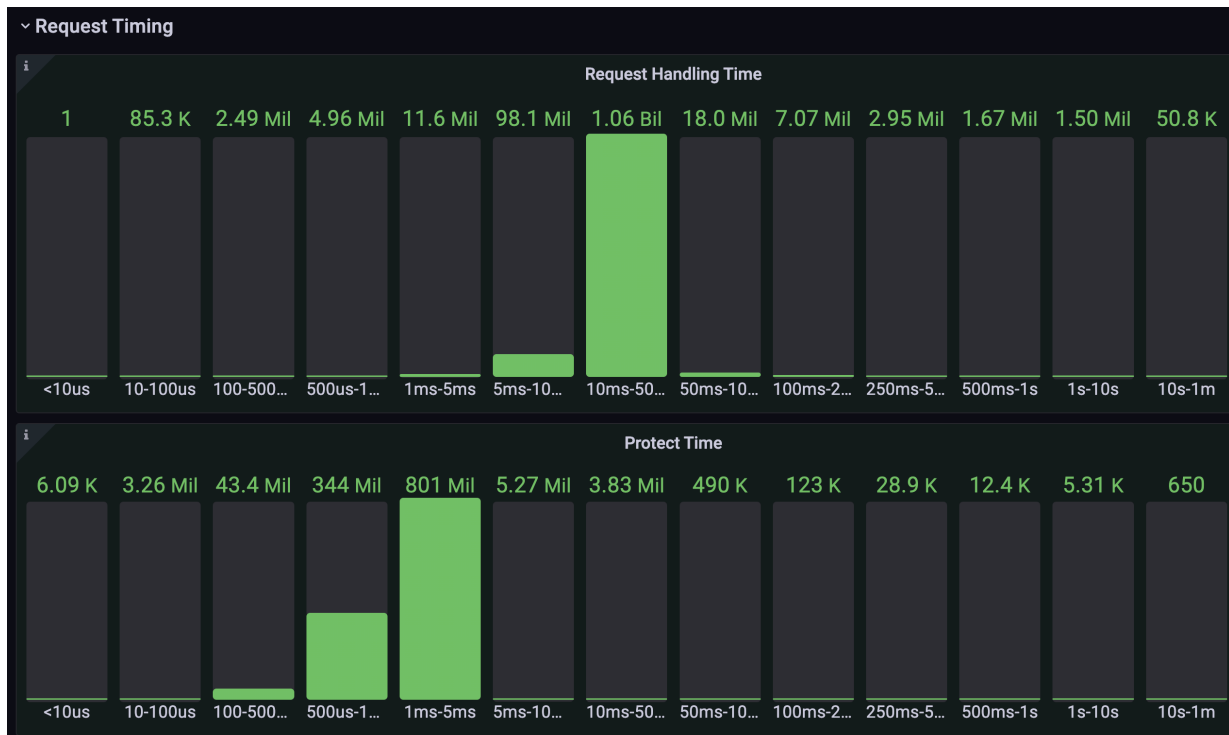 Request Timing
Request Handling Time
1 85.3 K 2.49 Mil 4.96 Mil 11.6 Mil 98.1 Mil 1.06 Bil 18.0 Mil 7.07 Mil 2.95 Mil 1.67 Mil 1.50 Mil 50.8 K
<10us 10-100us 100-500... 500us-1... 1ms-5ms 5ms-10... 10ms-50... 50ms-10... 100ms-2... 250ms-5... 500ms-1s 1s-10s 10s-1m
Protect Time
6.09 K 3.26 Mil 43.4 Mil 344 Mil 801 Mil 5.27 Mil 3.83 Mil 490 K 123 K 28.9 K 12.4 K 5.31 K 650
<10us 10-100us 100-500... 500us-1... 1ms-5ms 5ms-10... 10ms-50... 50ms-10... 100ms-2... 250ms-5... 500ms-1s 1s-10s 10s-1m